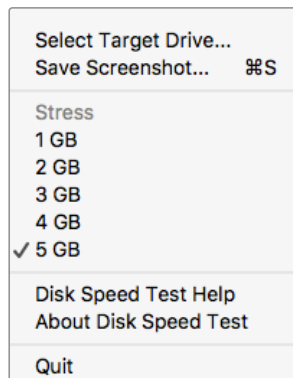 Select Target Drive...
Save Screenshot... ⌘S
Stress
1 GB
2 GB
3 GB
4 GB
✓ 5 GB
Disk Speed Test Help
About Disk Speed Test
Quit